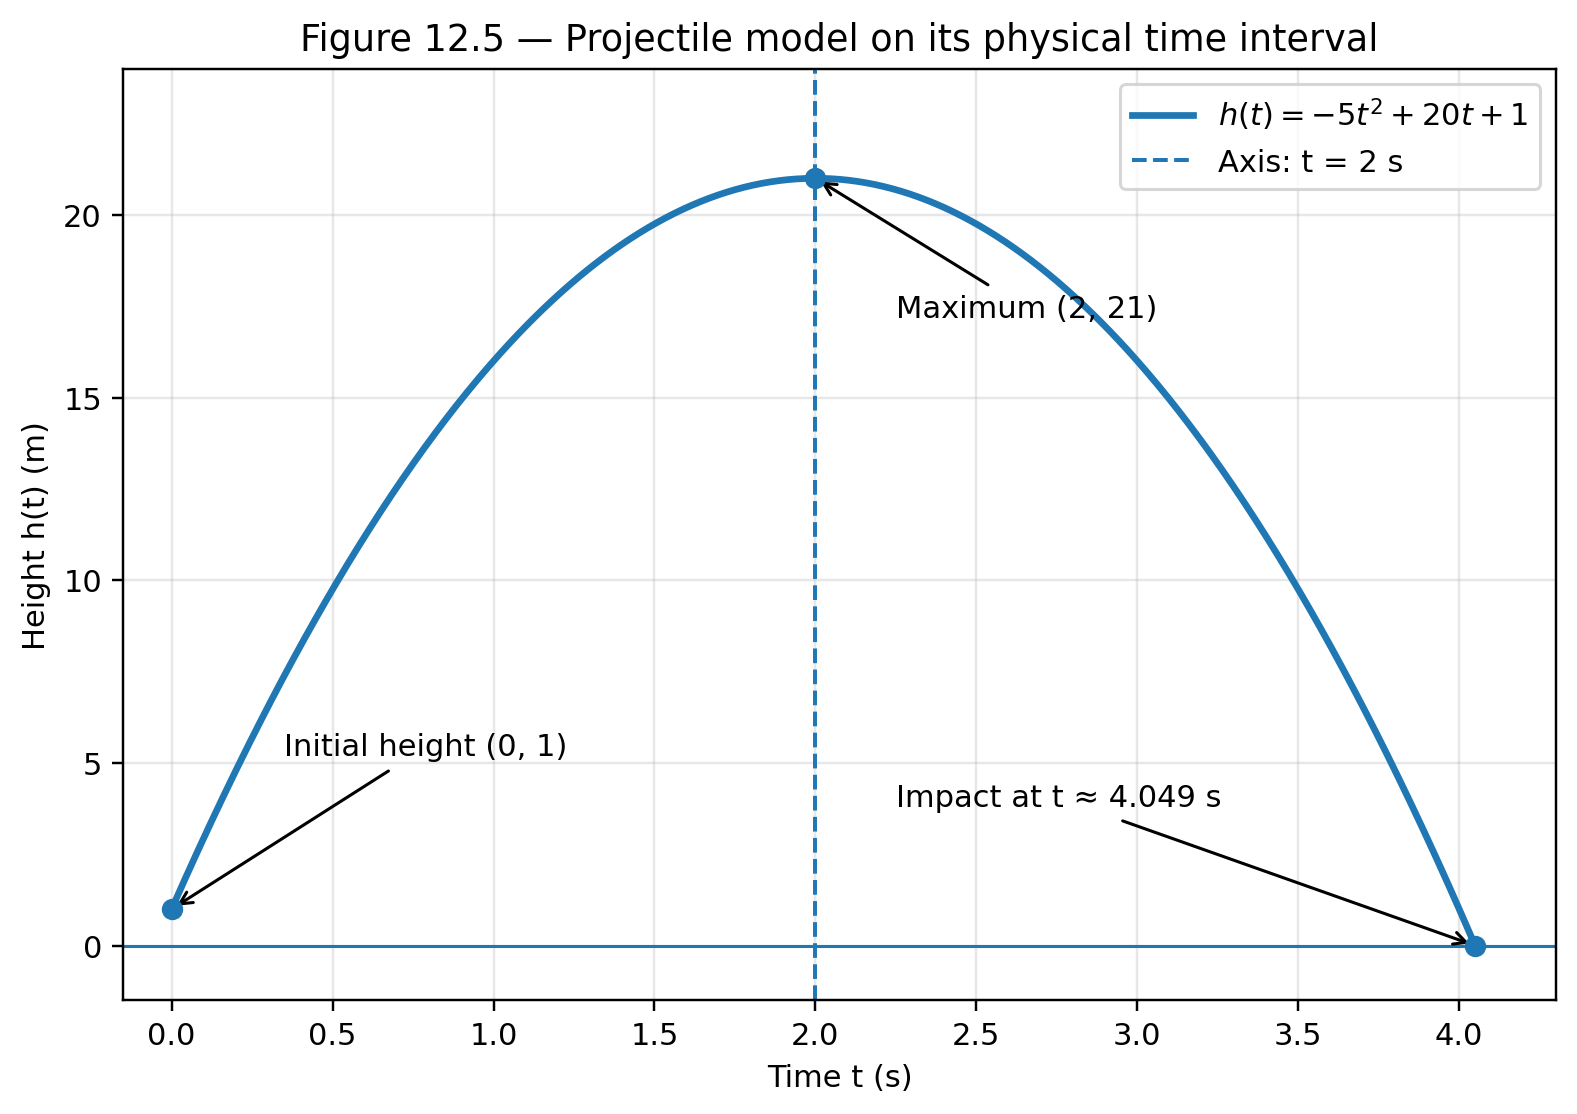 Figure 12.5 — Projectile model on its physical time interval
h(t) = −5t² + 20t + 1
Axis: t = 2 s
Maximum (2, 21)
Initial height (0, 1)
Impact at t ≈ 4.049 s
Height h(t) (m)
20
15
10
5
0
0.0 0.5 1.0 1.5 2.0 2.5 3.0 3.5 4.0
Time t (s)